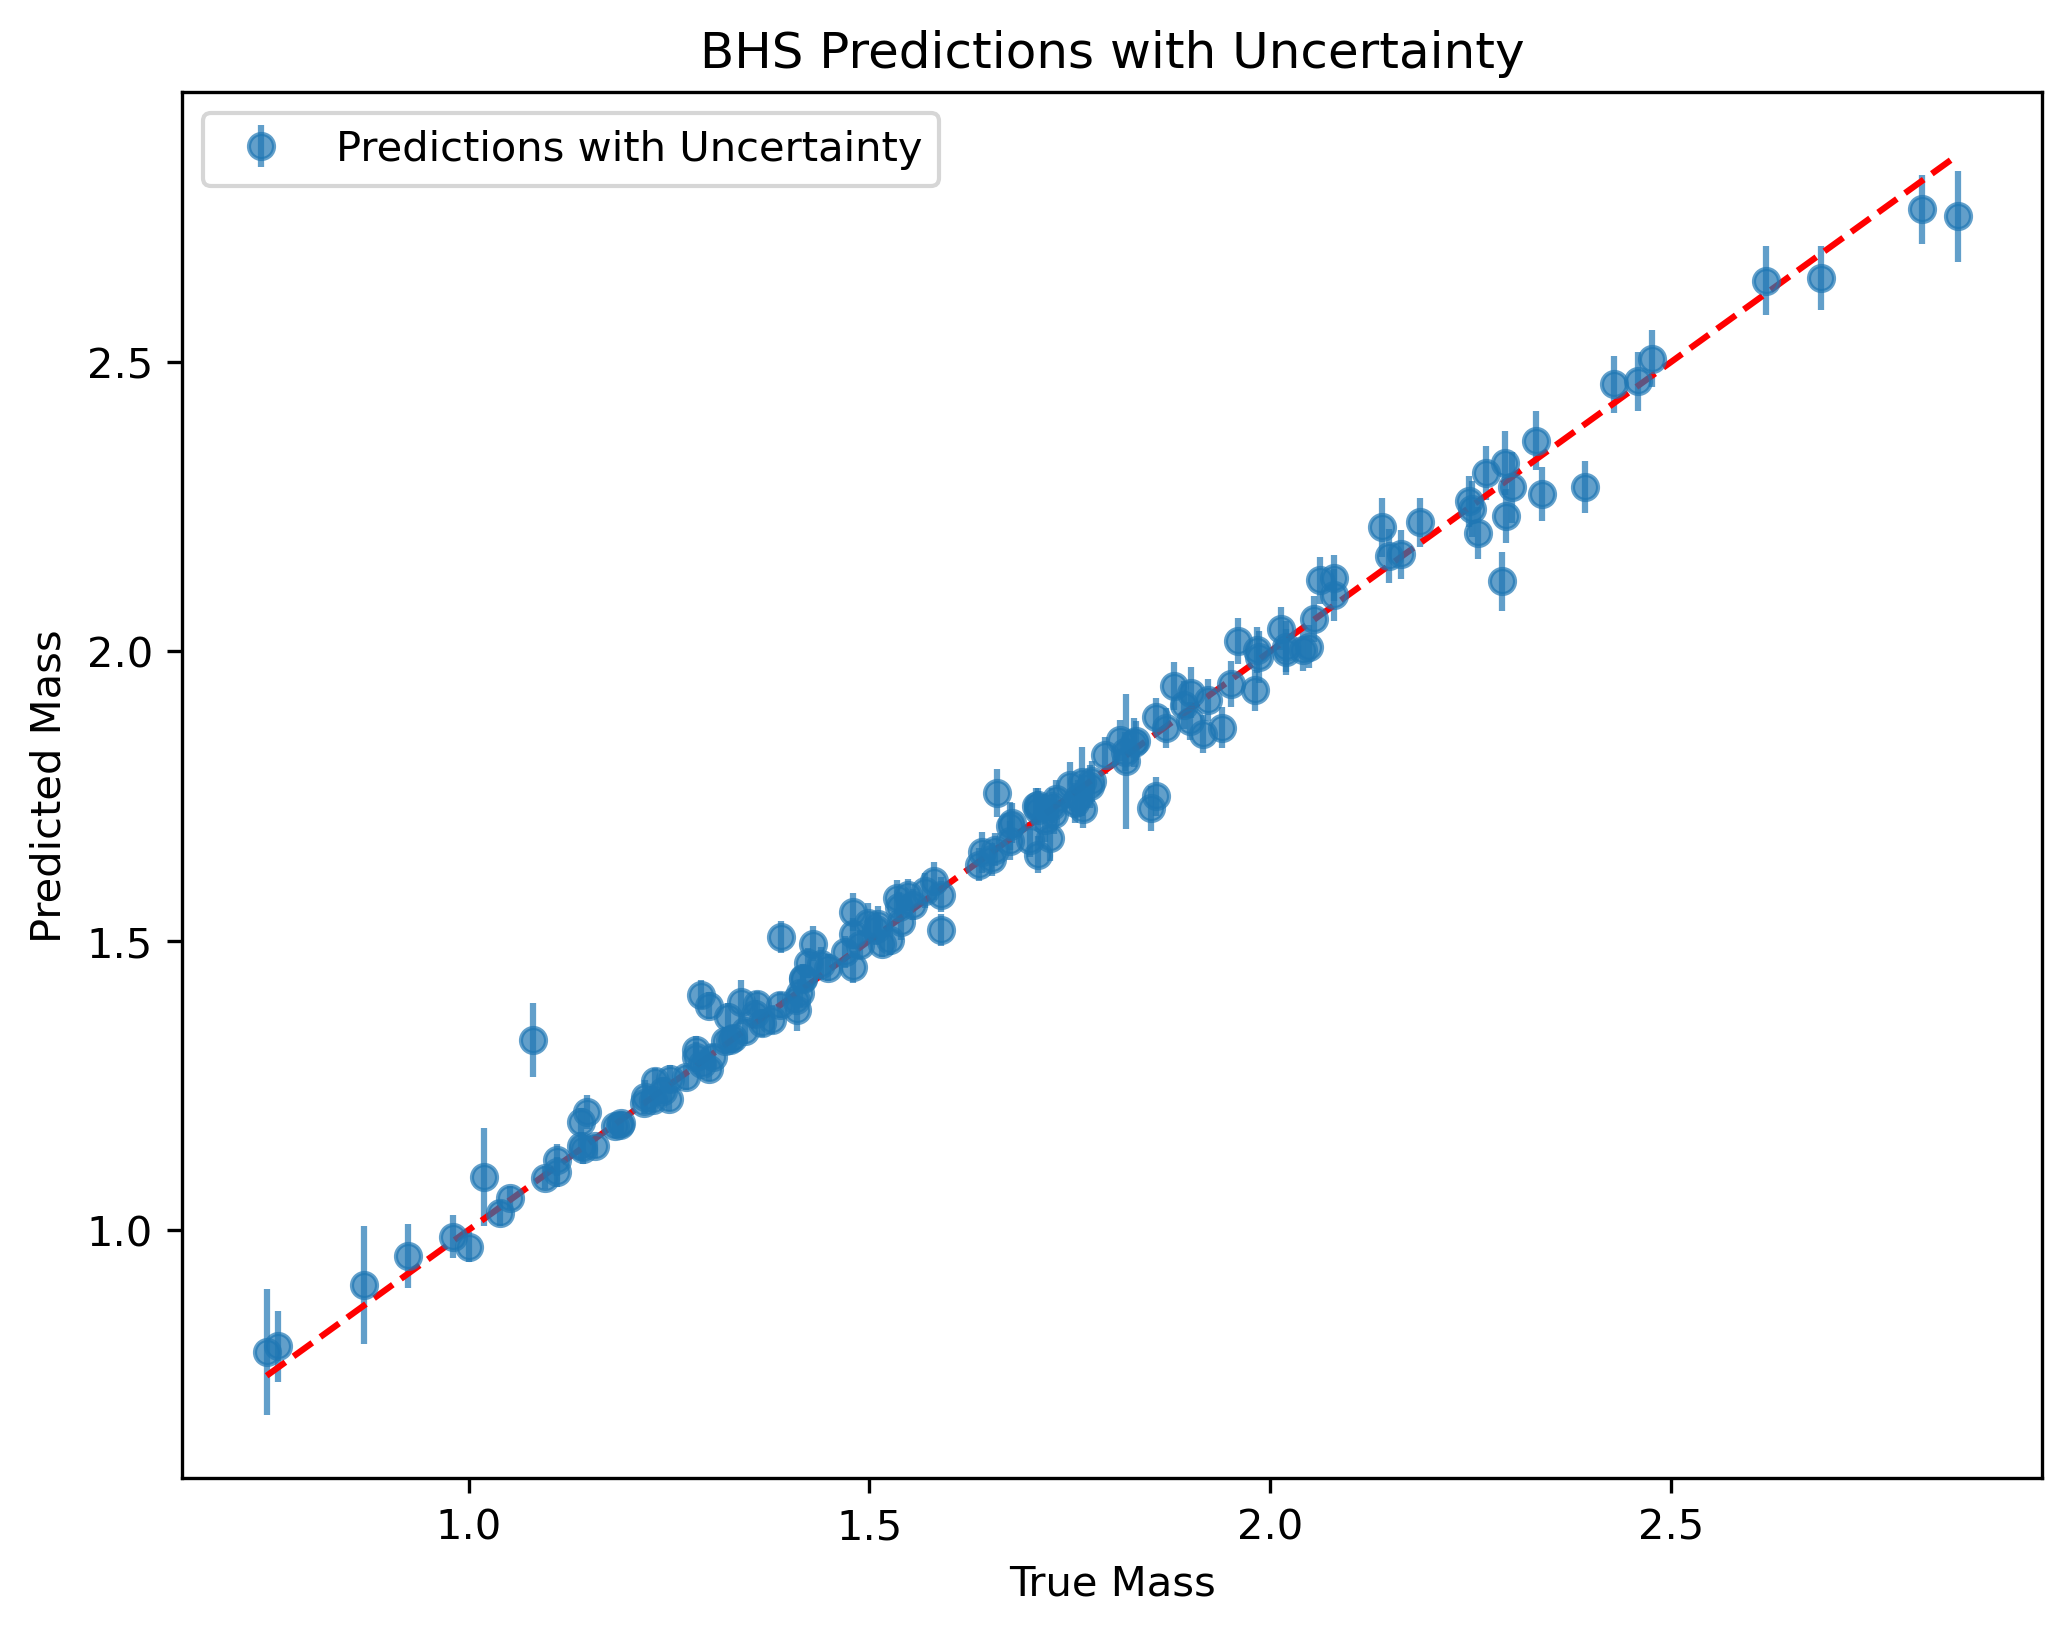 BHS Predictions with Uncertainty
Predictions with Uncertainty
Predicted Mass
2.5
2.0
1.5
1.0
1.0 1.5 2.0 2.5
True Mass